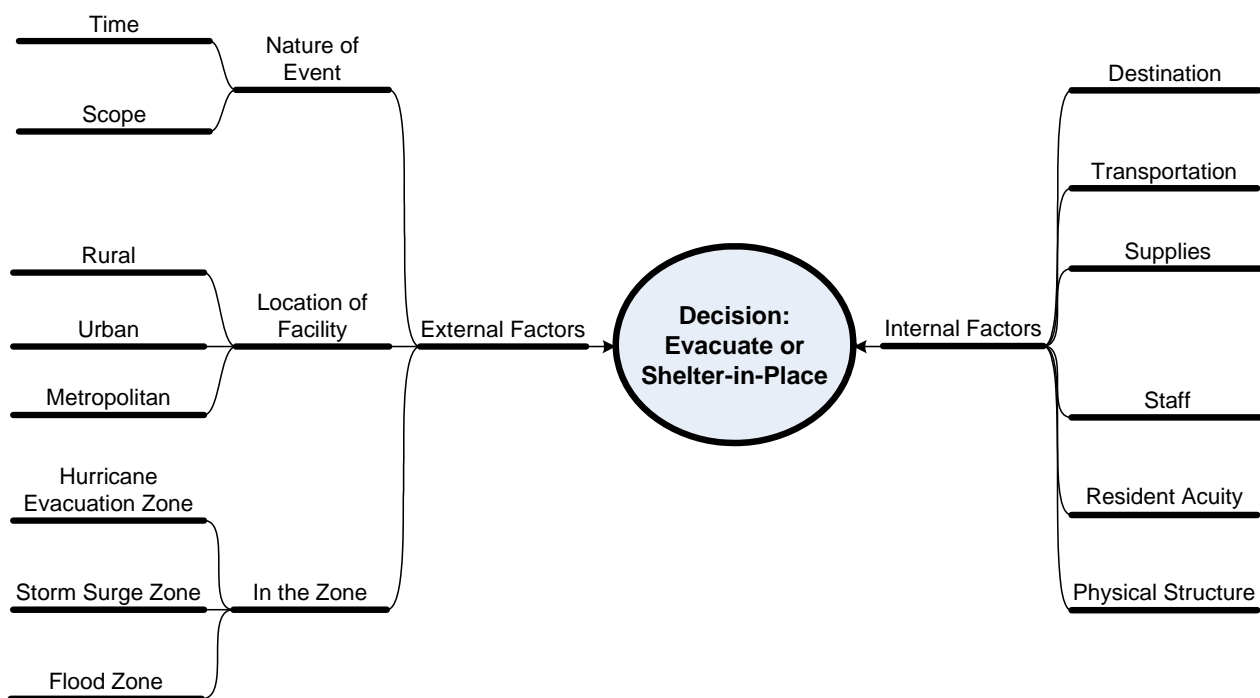 Time
Nature of
Event
Scope
Rural
Location of
Facility
Urban
Metropolitan
Hurricane
Evacuation Zone
Storm Surge Zone
In the Zone
Flood Zone
External Factors
Decision:
Evacuate or
Shelter-in-Place
Internal Factors
Destination
Transportation
Supplies
Staff
Resident Acuity
Physical Structure